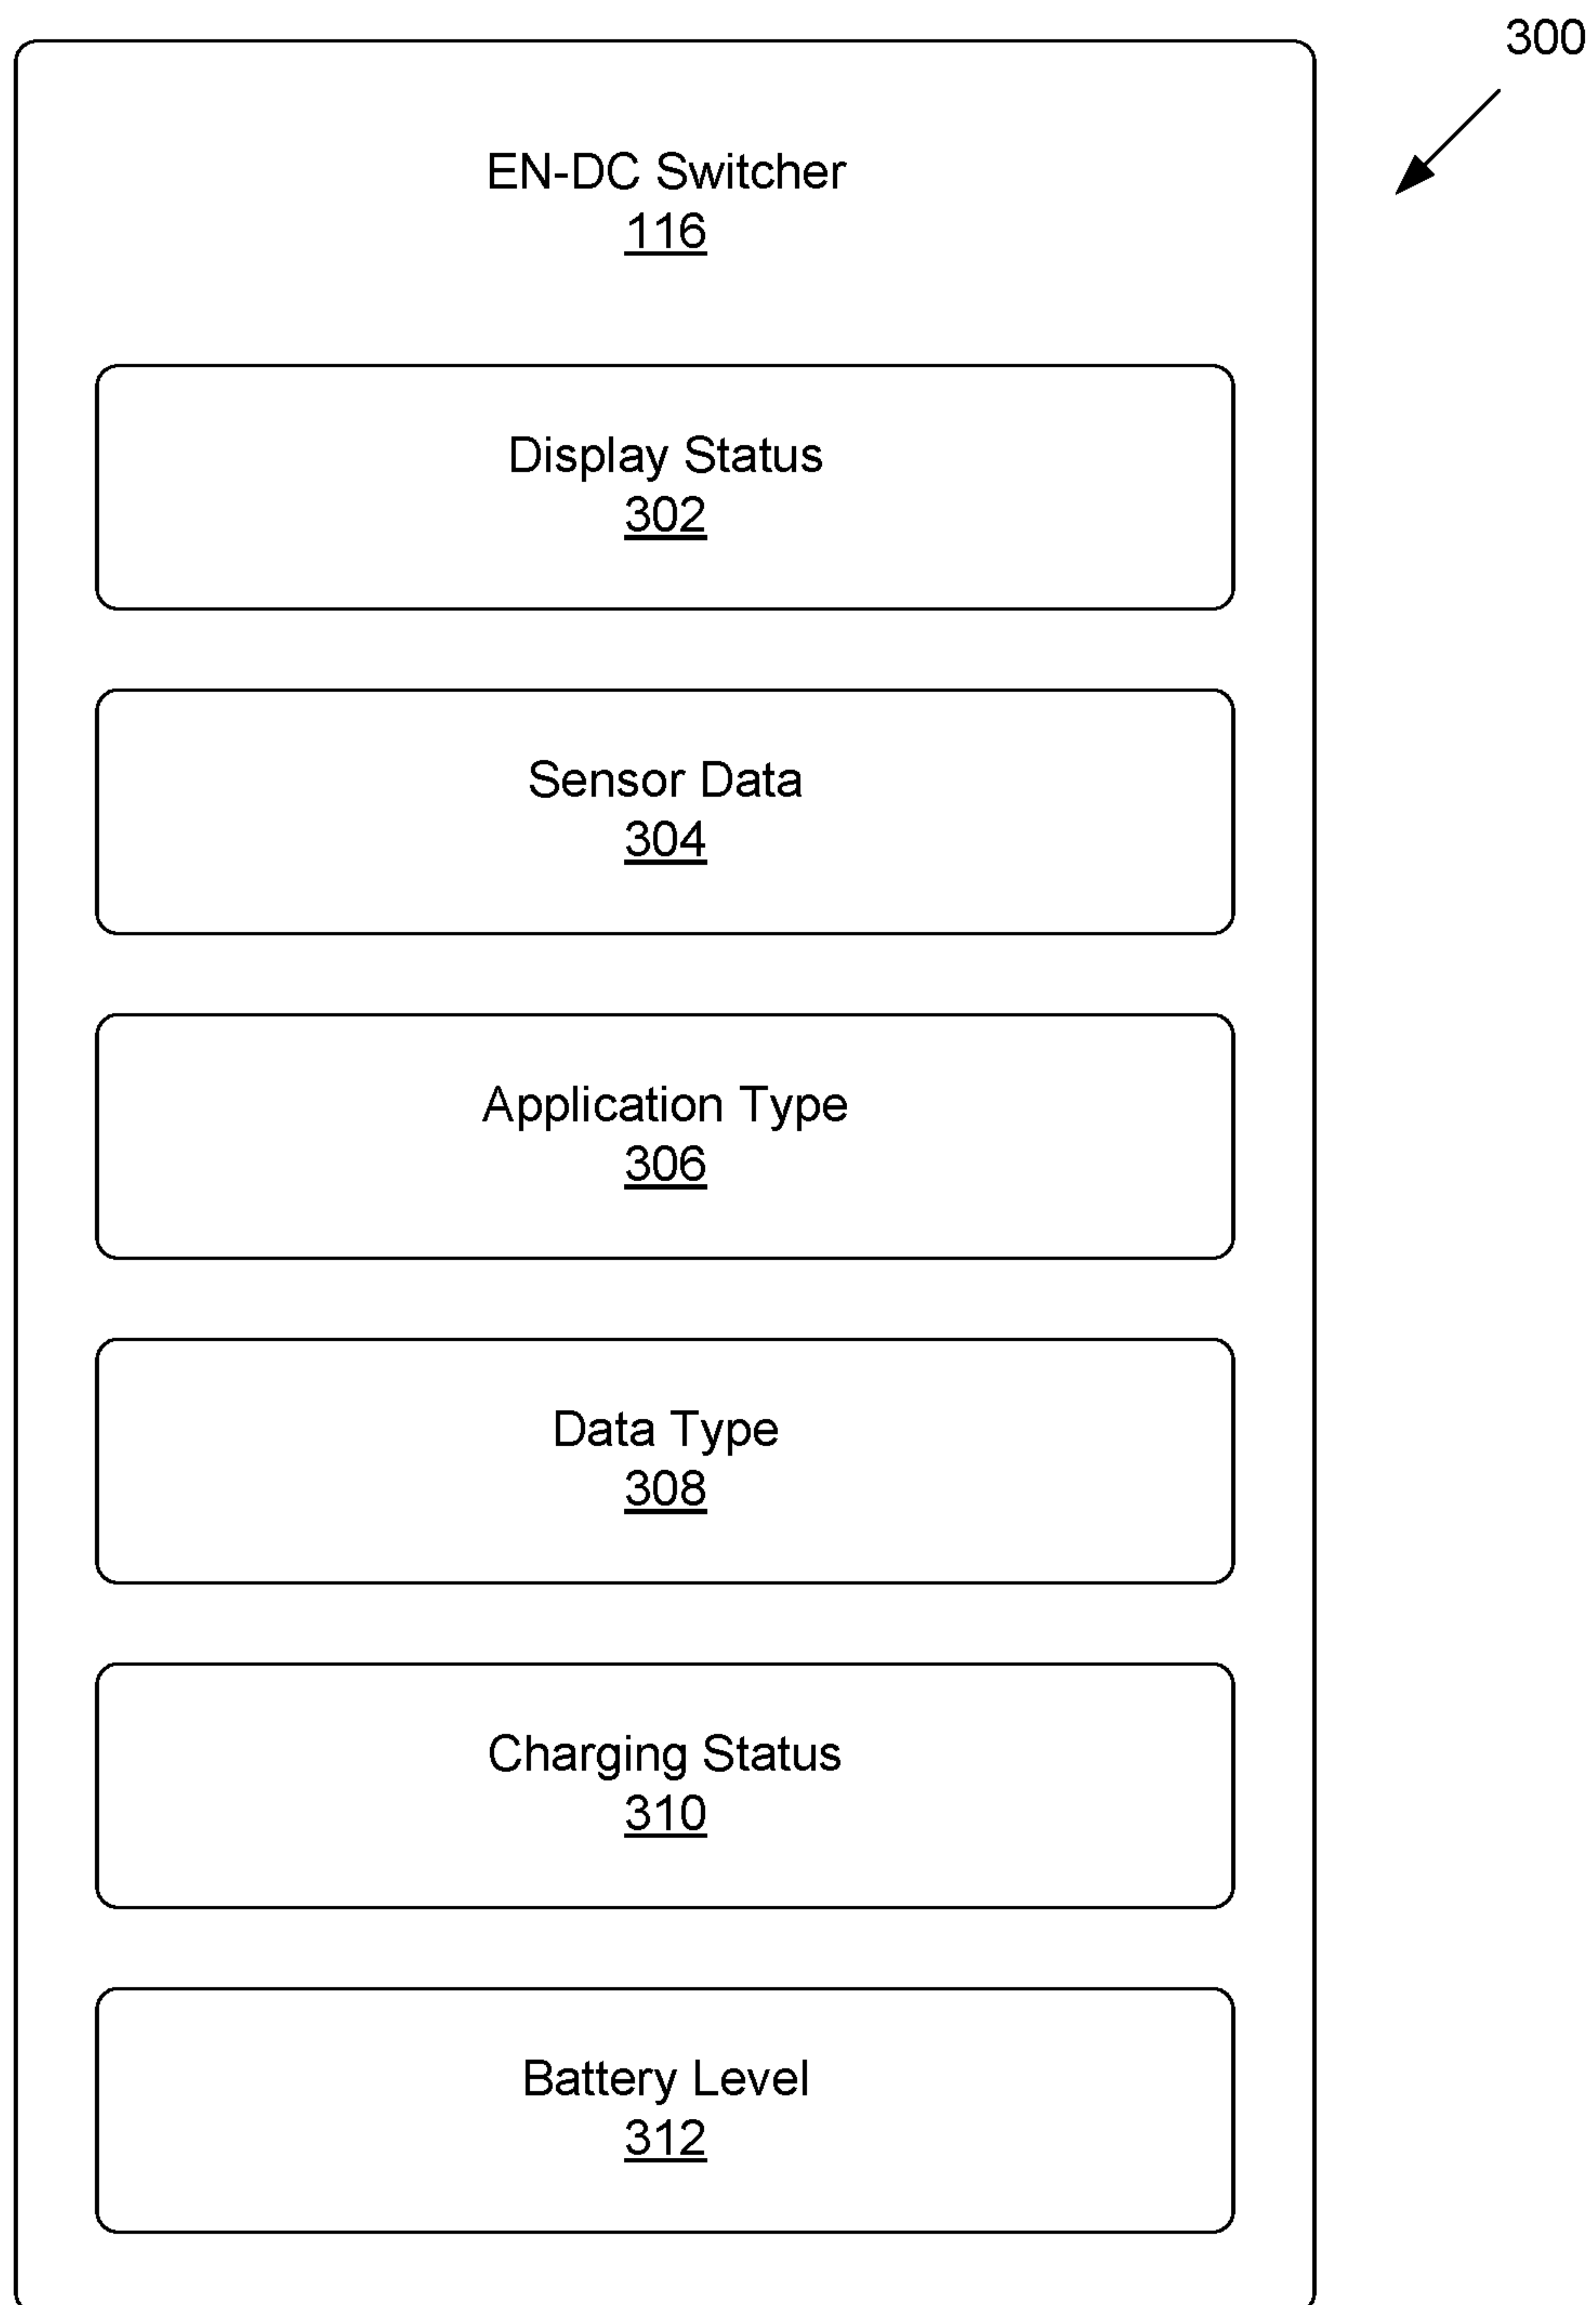 300
EN-DC Switcher
116
Display Status
302
Sensor Data
304
Application Type
306
Data Type
308
Charging Status
310
Battery Level
312